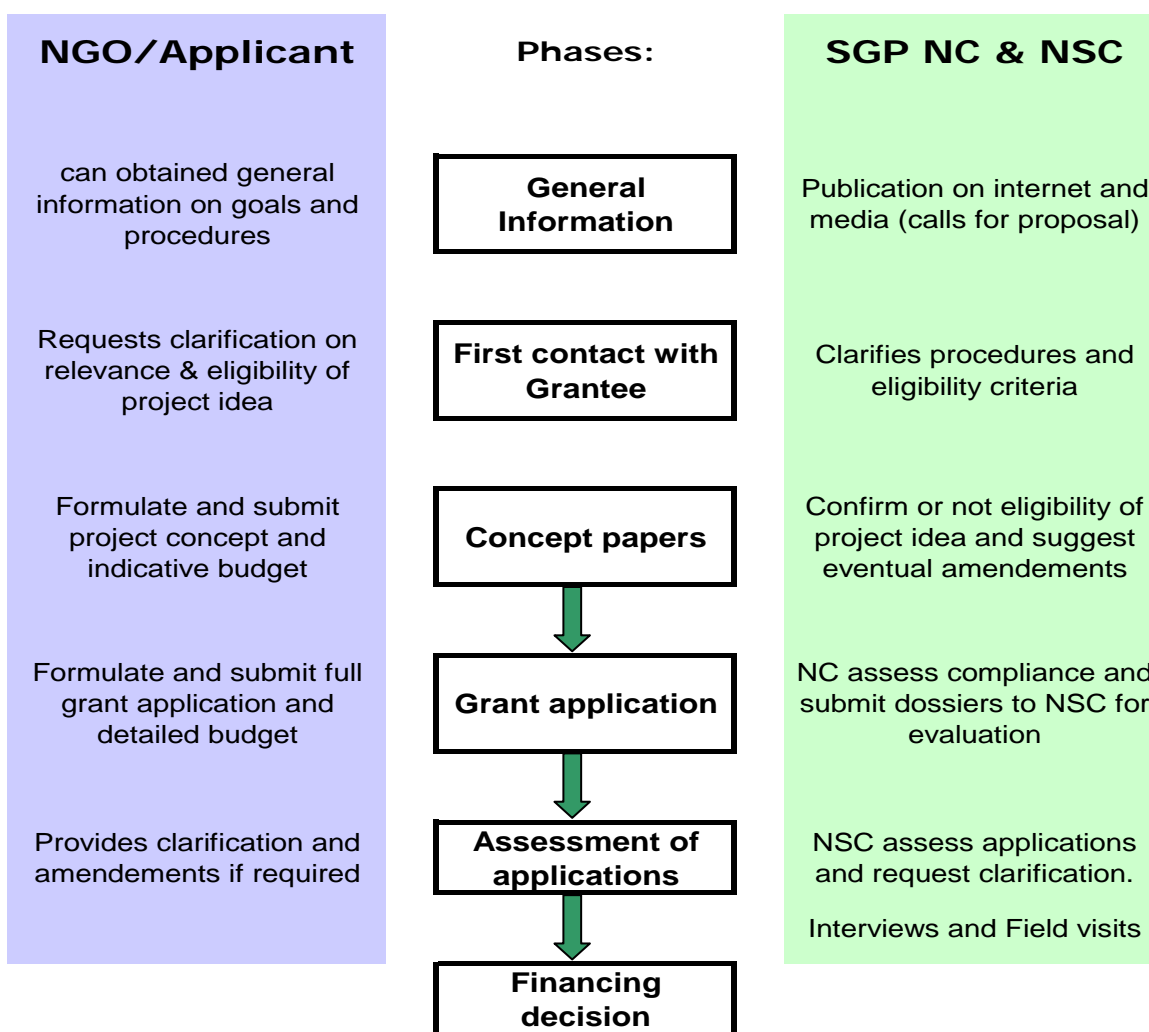 NGO/Applicant
Phases:
SGP NC & NSC
can obtained general
information on goals and
procedures
General
Information
Publication on internet and
media (calls for proposal)
Requests clarification on
relevance & eligibility of
project idea
First contact with
Grantee
Clarifies procedures and
eligibility criteria
Formulate and submit
project concept and
indicative budget
Concept papers
Confirm or not eligibility of
project idea and suggest
eventual amendements
Formulate and submit full
grant application and
detailed budget
Grant application
NC assess compliance and
submit dossiers to NSC for
evaluation
Provides clarification and
amendements if required
Assessment of
applications
NSC assess applications
and request clarification.
Interviews and Field visits
Financing
decision